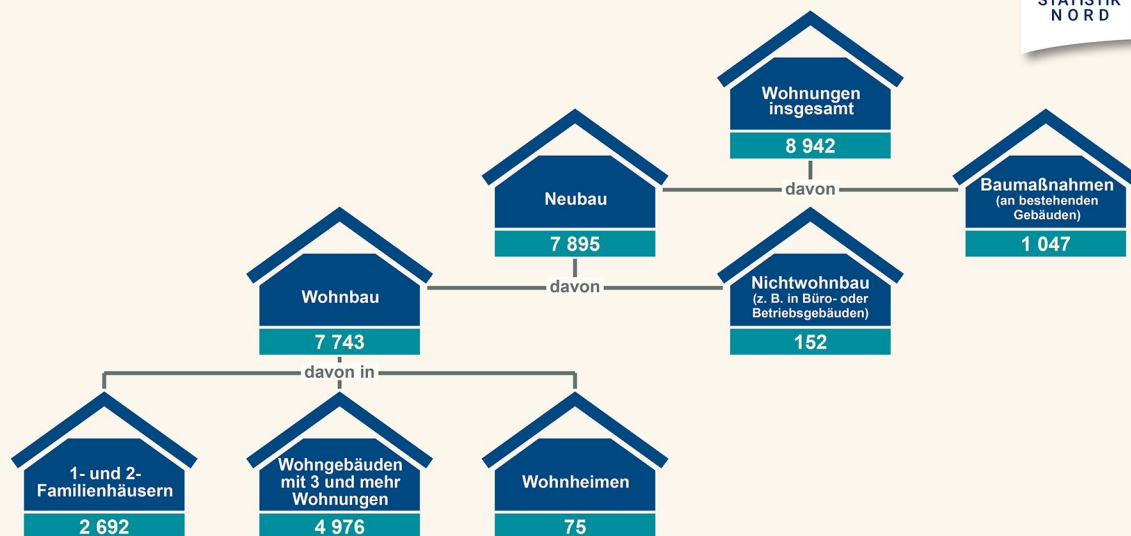 STATISTIK
NORD
Wohnungen
insgesamt
8 942
davon
Neubau
7 895
Baumaßnahmen
(an bestehenden
Gebäuden)
1 047
davon
Wohnbau
7 743
Nichtwohnbau
(z. B. in Büro- oder
Betriebsgebäuden)
152
davon in
1- und 2-
Familienhäusern
2 692
Wohngebäuden
mit 3 und mehr
Wohnungen
4 976
Wohnheimen
75